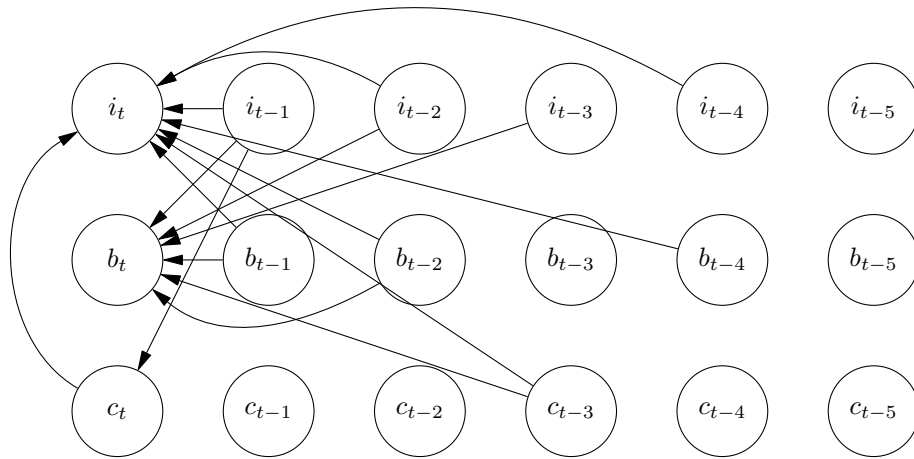 i_t i_{t−1} i_{t−2} i_{t−3} i_{t−4} i_{t−5}
b_t b_{t−1} b_{t−2} b_{t−3} b_{t−4} b_{t−5}
c_t c_{t−1} c_{t−2} c_{t−3} c_{t−4} c_{t−5}